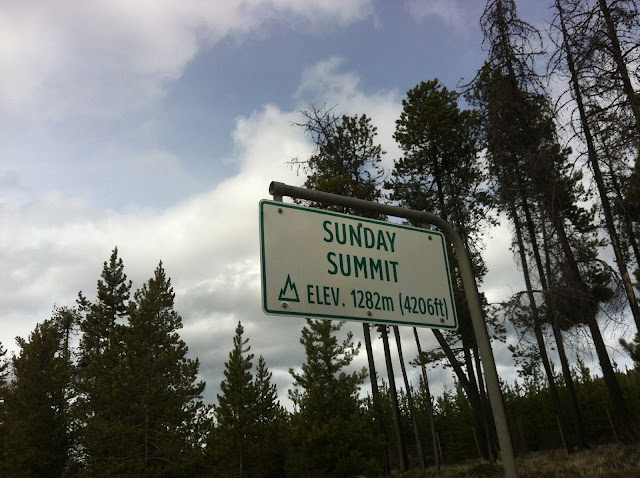 SUNDAY
SUMMIT
ELEV. 1282m (4206ft)